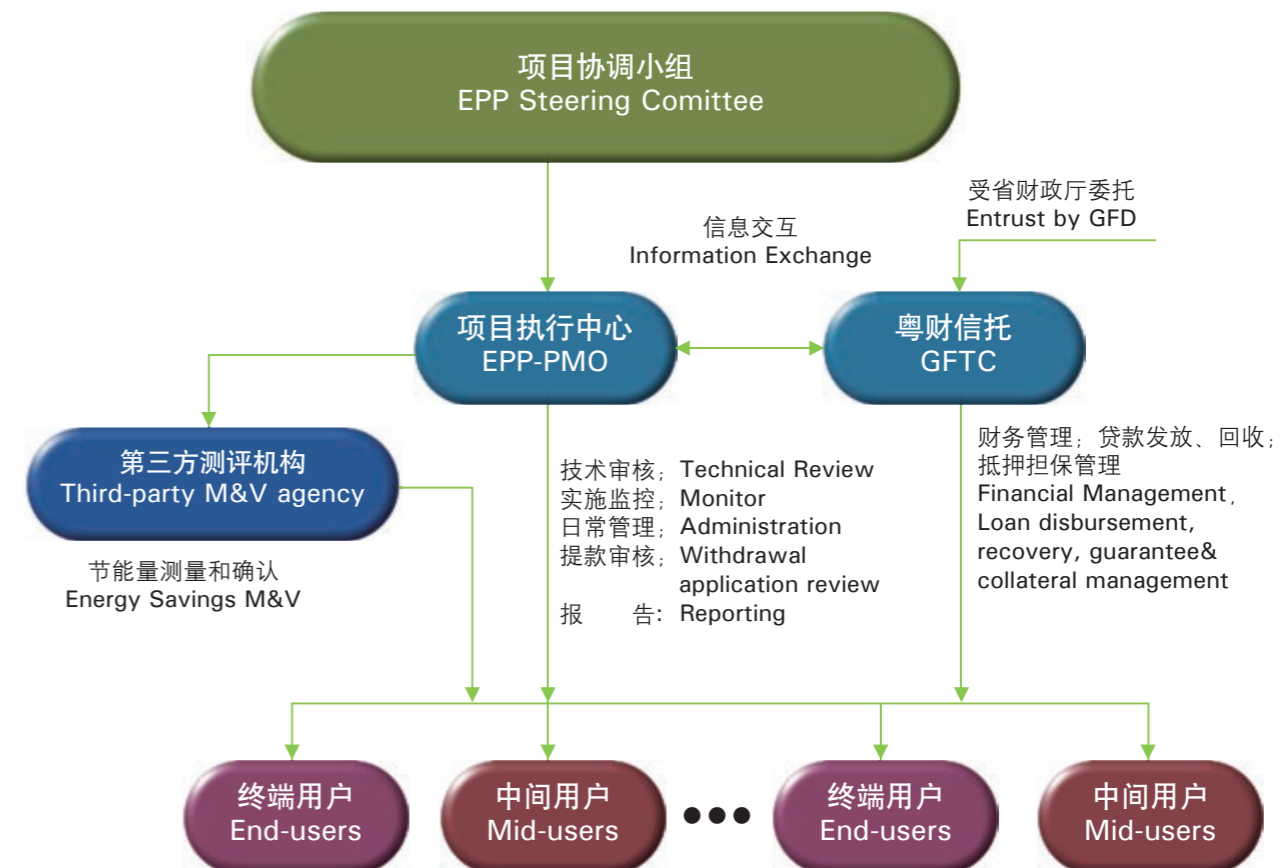 项目协调小组
EPP Steering Comittee
受省财政厅委托
Entrust by GFD
信息交互
Information Exchange
项目执行中心
EPP-PMO
粤财信托
GFTC
第三方测评机构
Third-party M&V agency
节能量测量和确认
Energy Savings M&V
技术审核；Technical Review
实施监控；Monitor
日常管理；Administration
提款审核；Withdrawal
application review
报 告: Reporting
财务管理；贷款发放、回收；
抵押担保管理
Financial Management,
Loan disbursement,
recovery, guarantee&
collateral management
终端用户
End-users
中间用户
Mid-users
●●●
终端用户
End-users
中间用户
Mid-users